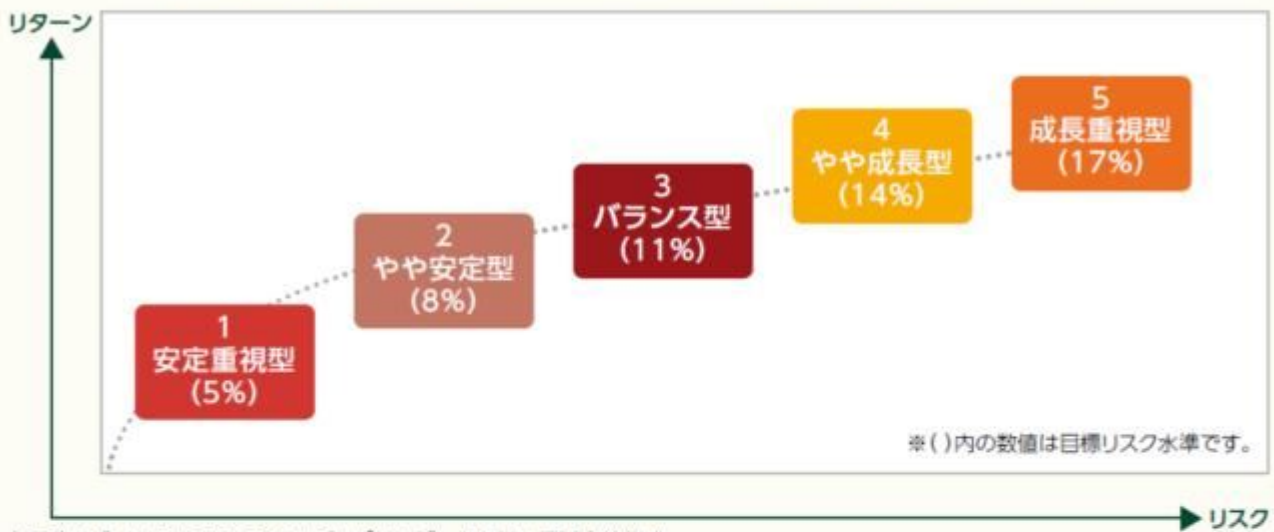 リターン
5
成長重視型
(17%)
4
やや成長型
(14%)
3
バランス型
(11%)
2
やや安定型
(8%)
1
安定重視型
(5%)
※( )内の数値は目標リスク水準です。
リスク